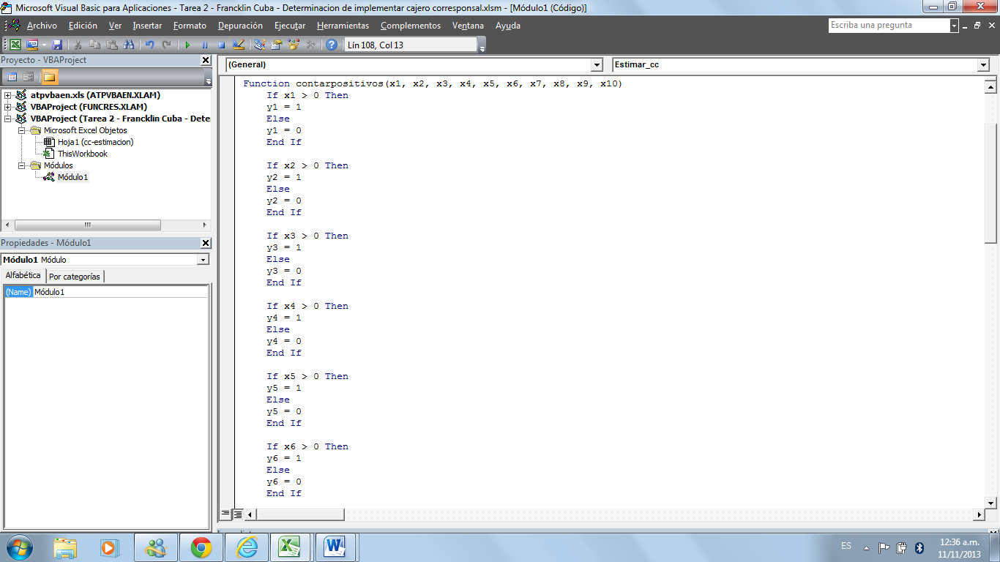 Microsoft Visual Basic para Aplicaciones - Tarea 2 - Francklin Cuba - Determinacion de implementar cajero corresponsal.xlsm - [Módulo1 (Código)]
Archivo Edición Ver Insertar Formato Depuración Ejecutar Herramientas Complementos Ventana Ayuda Escriba una pregunta
Lín 108, Col 13
Proyecto - VBAProject
atpvbaen.xls (ATPVBAEN.XLAM)
VBAProject (FUNCRES.XLAM)
VBAProject (Tarea 2 - Francklin Cuba - Dete
Microsoft Excel Objetos
Hoja1 (cc-estimacion)
ThisWorkbook
Módulos
Módulo1
Propiedades - Módulo1
Módulo1 Módulo
Alfabética Por categorías
(Name) Módulo1
(General) Estimar_cc
Function contarpositivos(x1, x2, x3, x4, x5, x6, x7, x8, x9, x10)
If x1 > 0 Then
y1 = 1
Else
y1 = 0
End If
If x2 > 0 Then
y2 = 1
Else
y2 = 0
End If
If x3 > 0 Then
y3 = 1
Else
y3 = 0
End If
If x4 > 0 Then
y4 = 1
Else
y4 = 0
End If
If x5 > 0 Then
y5 = 1
Else
y5 = 0
End If
If x6 > 0 Then
y6 = 1
Else
y6 = 0
End If
ES 12:36 a.m.
11/11/2013